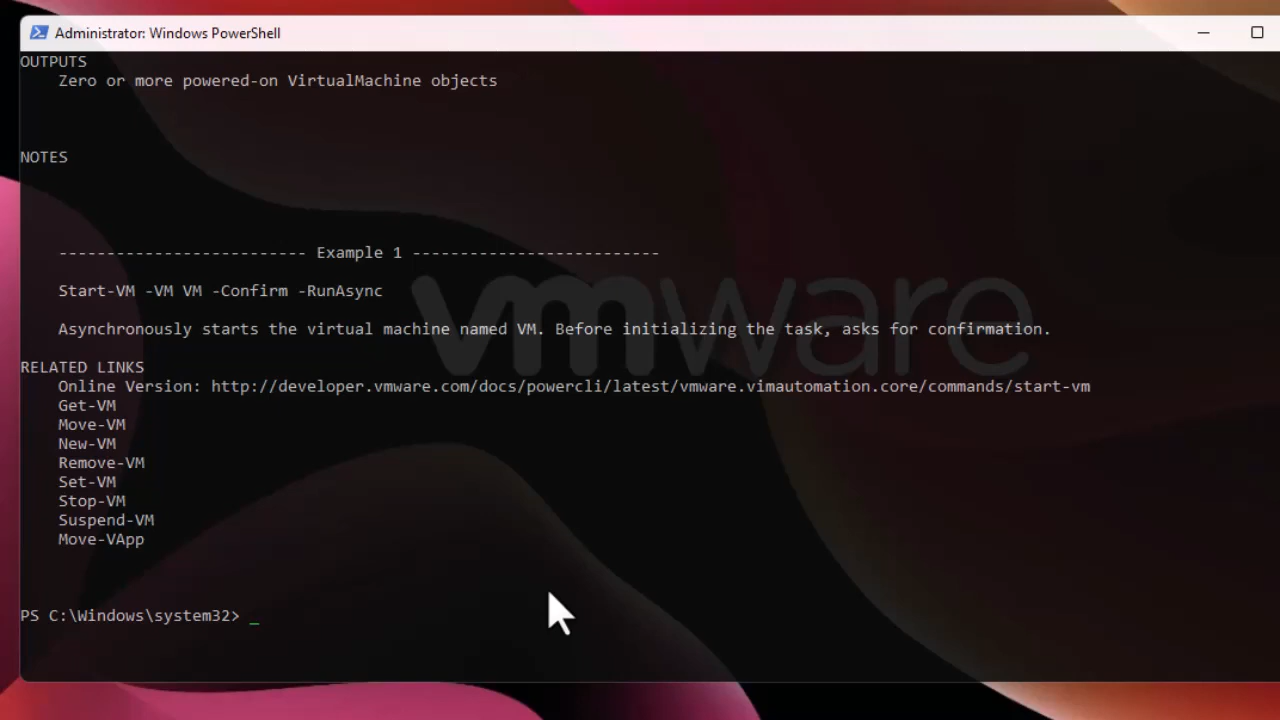 Administrator: Windows PowerShell
OUTPUTS
Zero or more powered-on VirtualMachine objects
NOTES
-------------------------- Example 1 --------------------------
Start-VM -VM VM -Confirm -RunAsync
Asynchronously starts the virtual machine named VM. Before initializing the task, asks for confirmation.
RELATED LINKS
Online Version: http://developer.vmware.com/docs/powercli/latest/vmware.vimautomation.core/commands/start-vm
Get-VM
Move-VM
New-VM
Remove-VM
Set-VM
Stop-VM
Suspend-VM
Move-VApp
PS C:\Windows\system32> _
vmware